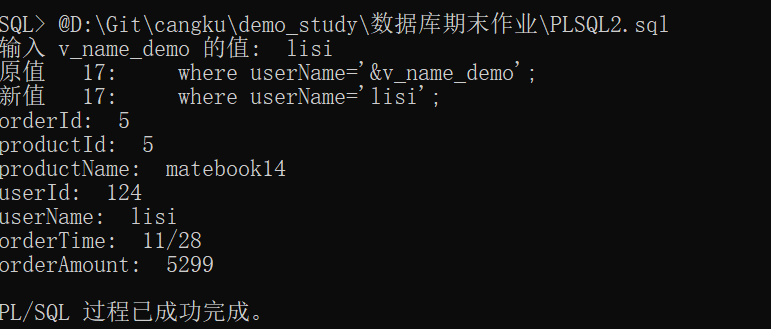 SQL> @D:\Git\cangku\demo_study\数据库期末作业\PLSQL2.sql
输入 v_name_demo 的值:  lisi
原值   17:     where userName='&v_name_demo';
新值   17:     where userName='lisi';
orderId:  5
productId:  5
productName:  matebook14
userId:  124
userName:  lisi
orderTime:  11/28
orderAmount:  5299
PL/SQL 过程已成功完成。